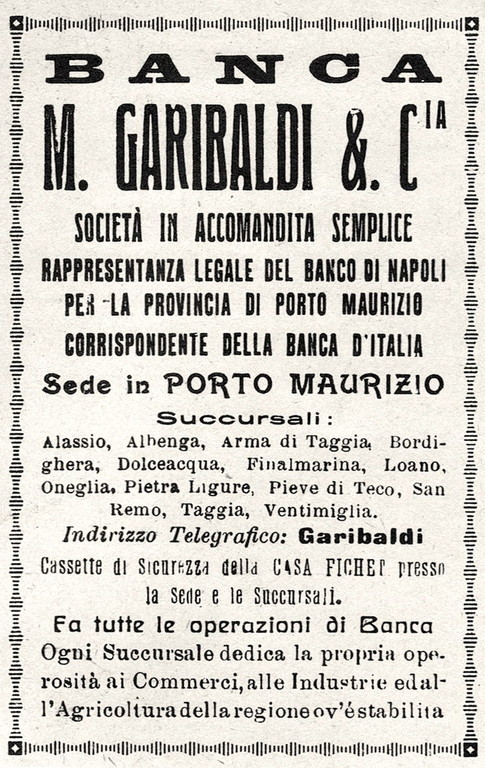 BANCA
M. GARIBALDI &. CIA
SOCIETÀ IN ACCOMANDITA SEMPLICE
RAPPRESENTANZA LEGALE DEL BANCO DI NAPOLI
PER LA PROVINCIA DI PORTO MAURIZIO
CORRISPONDENTE DELLA BANCA D'ITALIA
Sede in PORTO MAURIZIO
Succursali:
Alassio, Albenga, Arma di Taggia, Bordi-
ghera, Dolceacqua, Finalmarina, Loano,
Oneglia, Pietra Ligure, Pieve di Teco, San
Remo, Taggia, Ventimiglia.
Indirizzo Telegrafico: Garibaldi
Cassette di Sicurezza della CASA FICHET presso
la Sede e le Succursali.
Fa tutte le operazioni di Banca
Ogni Succursale dedica la propria ope-
rosità ai Commerci, alle Industrie ed al-
l'Agricoltura della regione ov'é stabilita